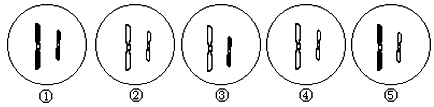 ① ② ③ ④ ⑤